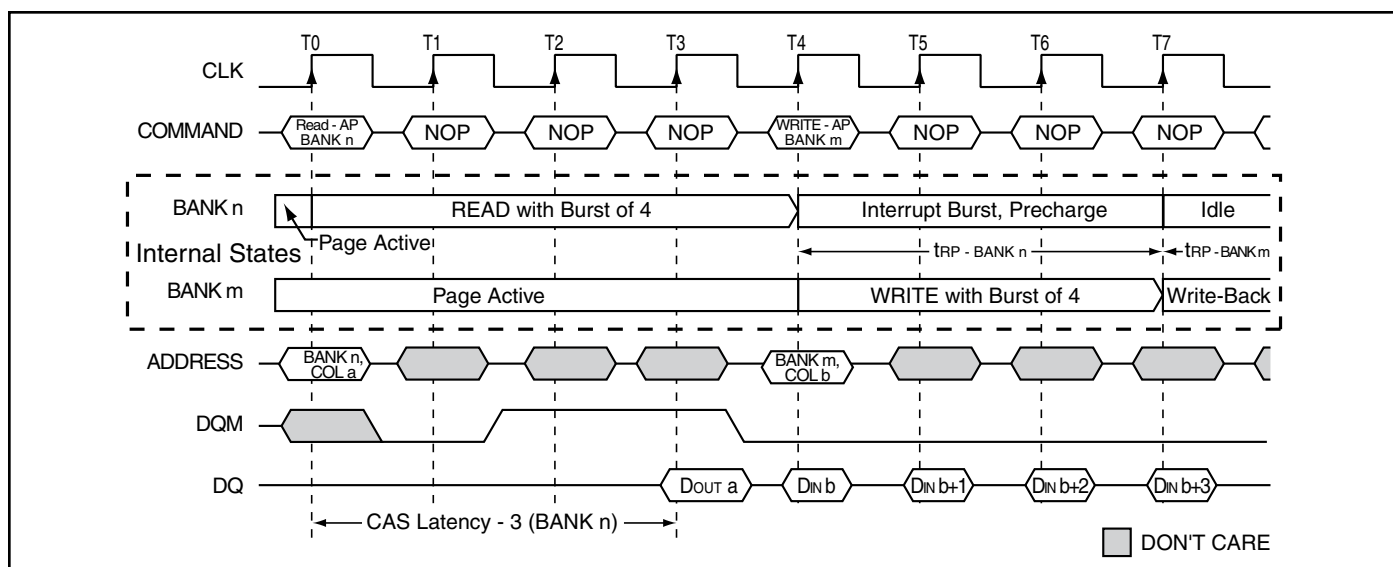 T0 T1 T2 T3 T4 T5 T6 T7
CLK
COMMAND Read - AP BANK n NOP NOP NOP WRITE - AP BANK m NOP NOP NOP
BANK n READ with Burst of 4 Interrupt Burst, Precharge Idle
Page Active tRP - BANK n tRP - BANK m
Internal States
BANK m Page Active WRITE with Burst of 4 Write-Back
ADDRESS BANK n, COL a BANK m, COL b
DQM
DQ DOUT a DIN b DIN b+1 DIN b+2 DIN b+3
CAS Latency - 3 (BANK n)
DON'T CARE